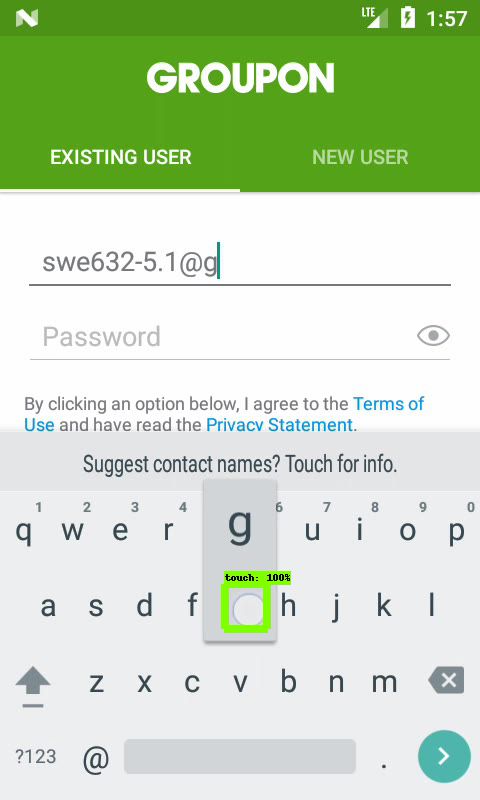 LTE 1:57
GROUPON
EXISTING USER NEW USER
swe632-5.1@g
Password
By clicking an option below, I agree to the Terms of
Use and have read the Privacy Statement.
Suggest contact names? Touch for info.
1 2 3 4 6 7 8 9 0
q w e r g u i o p
touch: 100%
a s d f h j k l
z x c v b n m
?123 @ .